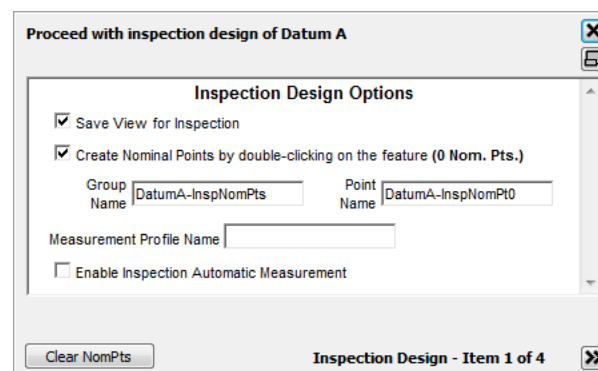 Proceed with inspection design of Datum A
Inspection Design Options
Save View for Inspection
Create Nominal Points by double-clicking on the feature (0 Nom. Pts.)
Group Name DatumA-InspNomPts Point Name DatumA-InspNomPt0
Measurement Profile Name
Enable Inspection Automatic Measurement
Clear NomPts Inspection Design - Item 1 of 4